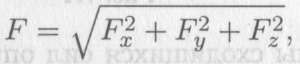 F = \sqrt{F_x^2 + F_y^2 + F_z^2},